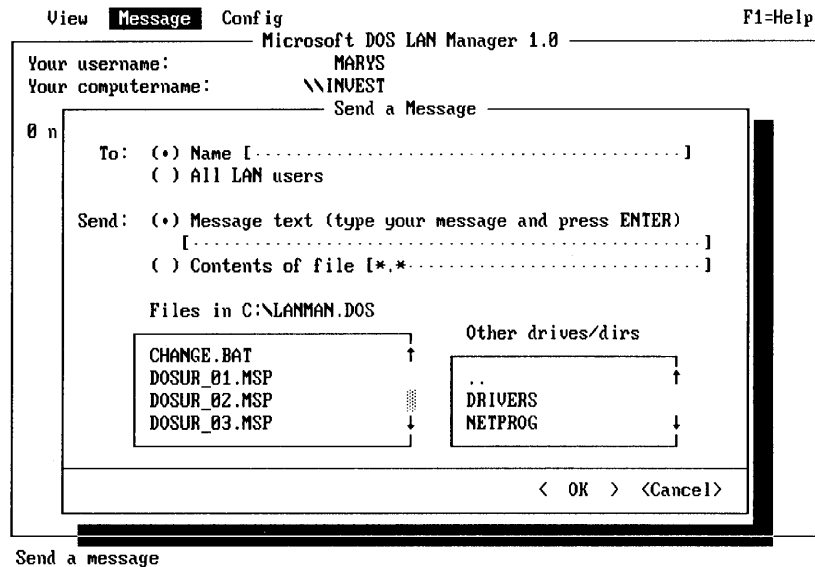 View Message Config F1=Help
Microsoft DOS LAN Manager 1.0
Your username: MARYS
Your computername: \\INVEST
Send a Message
0 n
To: (•) Name [..........................................]
( ) All LAN users
Send: (•) Message text (type your message and press ENTER)
[..................................................]
( ) Contents of file [*.*.............................]
Files in C:\LANMAN.DOS
Other drives/dirs
CHANGE.BAT
DOSUR_01.MSP
DOSUR_02.MSP
DOSUR_03.MSP
..
DRIVERS
NETPROG
< OK > <Cancel>
Send a message